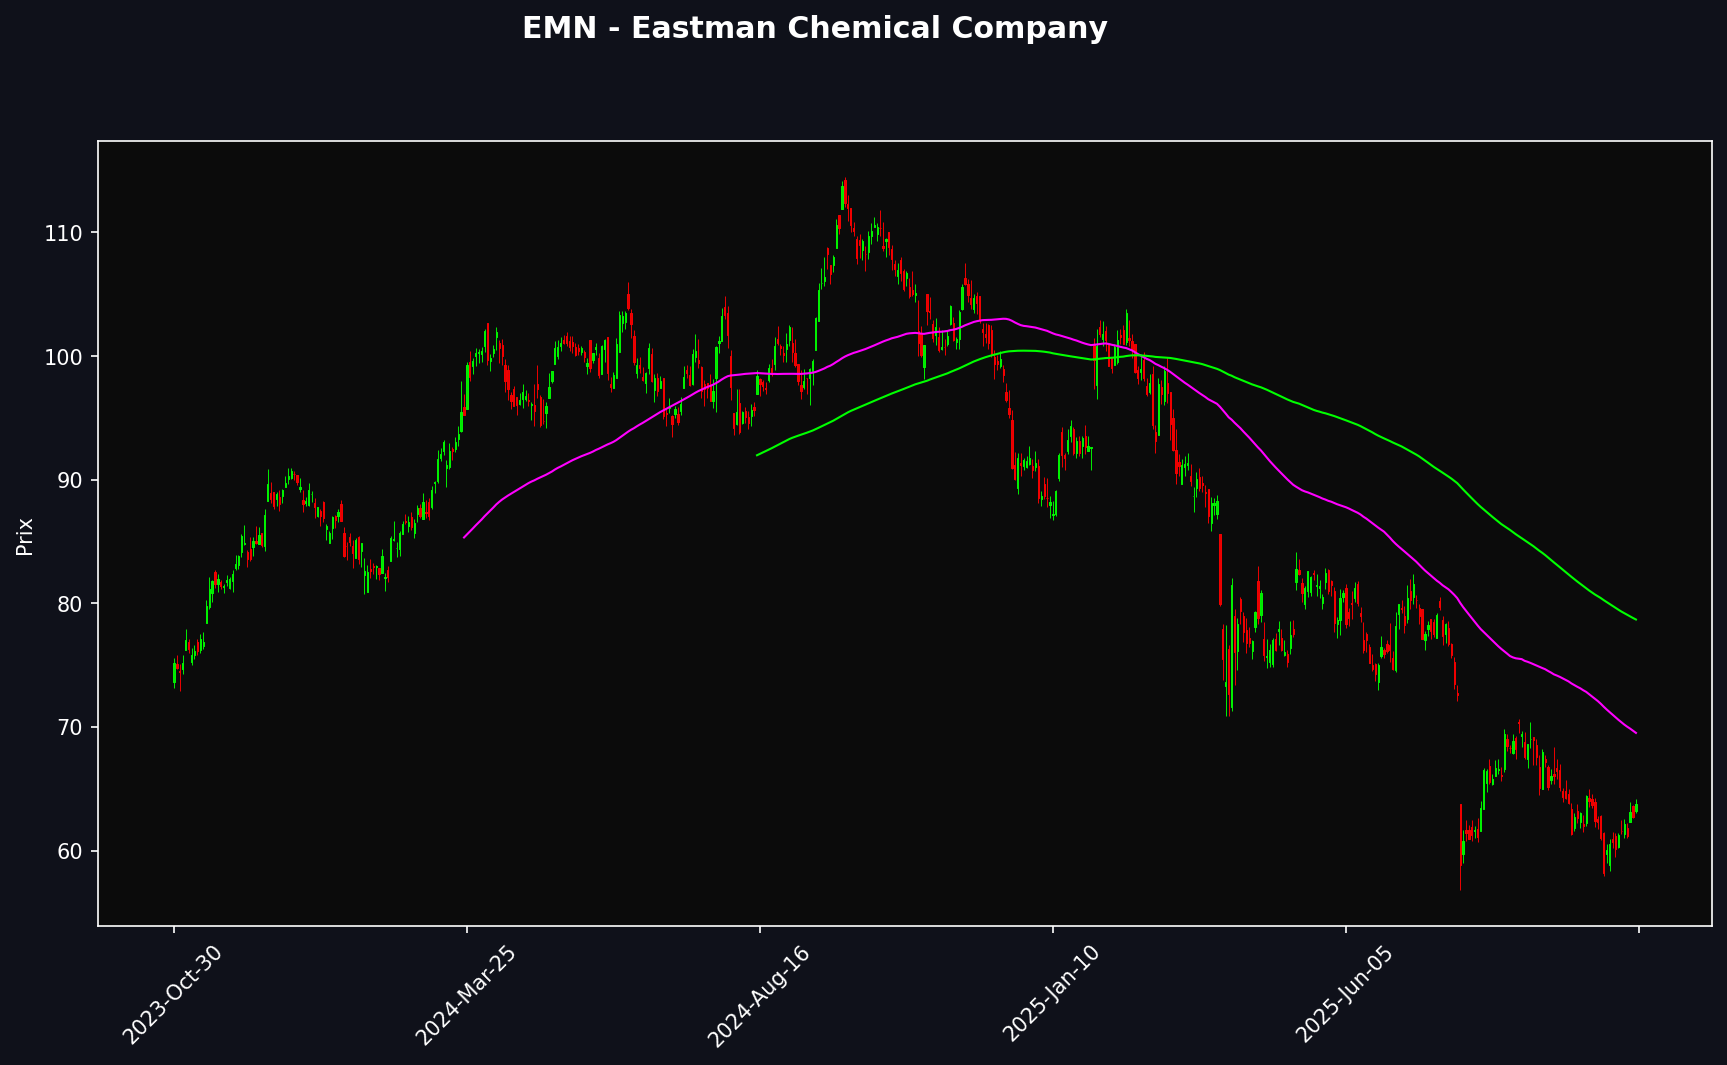 EMN - Eastman Chemical Company
Prix
110
100
90
80
70
60
2023-Oct-30
2024-Mar-25
2024-Aug-16
2025-Jan-10
2025-Jun-05